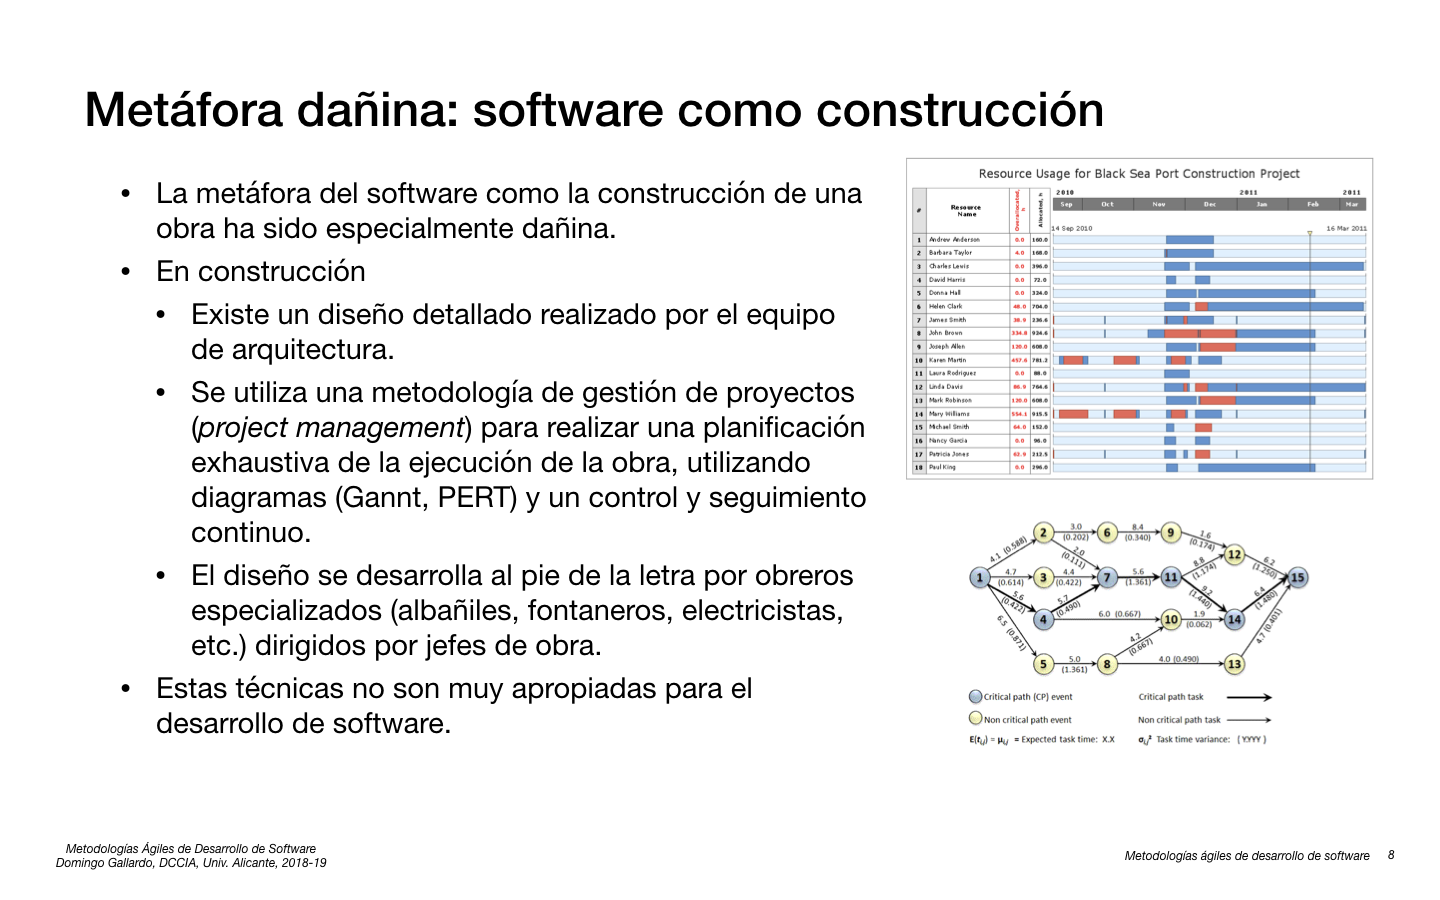 Metáfora dañina: software como construcción
• La metáfora del software como la construcción de una
obra ha sido especialmente dañina.
• En construcción
• Existe un diseño detallado realizado por el equipo
de arquitectura.
• Se utiliza una metodología de gestión de proyectos
(project management) para realizar una planificación
exhaustiva de la ejecución de la obra, utilizando
diagramas (Gannt, PERT) y un control y seguimiento
continuo.
• El diseño se desarrolla al pie de la letra por obreros
especializados (albañiles, fontaneros, electricistas,
etc.) dirigidos por jefes de obra.
• Estas técnicas no son muy apropiadas para el
desarrollo de software.
Resource Usage for Black Sea Port Construction Project
# Resource Name Overallocated, h Allocated, h
2010 2011 2011
Sep Oct Nov Dec Jan Feb Mar
14 Sep 2010 16 Mar 2011
1 Andrew Anderson 0.0 160.0
2 Barbara Taylor 4.0 168.0
3 Charles Lewis 0.0 396.0
4 David Harris 0.0 72.0
5 Donna Hall 0.0 324.0
6 Helen Clark 48.0 704.0
7 James Smith 38.9 236.6
8 John Brown 334.8 924.6
9 Joseph Allen 120.0 608.0
10 Karen Martin 457.6 781.2
11 Laura Rodriguez 0.0 88.0
12 Linda Davis 86.9 764.6
13 Mark Robinson 120.0 608.0
14 Mary Williams 554.1 915.5
15 Michael Smith 64.0 152.0
16 Nancy Garcia 0.0 96.0
17 Patricia Jones 62.9 212.5
18 Paul King 0.0 296.0
2 3.0 (0.202) 6 8.4 (0.340) 9 1.6 (0.174)
4.1 (0.588) 2.0 (0.111) 8.8 (1.174) 12 6.2 (1.250)
1 4.7 (0.614) 3 4.4 (0.422) 7 5.6 (1.361) 11 15
5.6 (0.422) 5.7 (0.490) 9.2 (1.440) 6.4 (1.480)
4 6.0 (0.667) 10 1.9 (0.062) 14
6.5 (0.871) 4.2 (0.667) 4.7 (0.401)
5 5.0 (1.361) 8 4.0 (0.490) 13
Critical path (CP) event Critical path task
Non critical path event Non critical path task
E(ti,j) = μi,j = Expected task time: X.X σi,j² Task time variance: (Y.YYY)
Metodologías Ágiles de Desarrollo de Software
Domingo Gallardo, DCCIA, Univ. Alicante, 2018-19
Metodologías ágiles de desarrollo de software 8